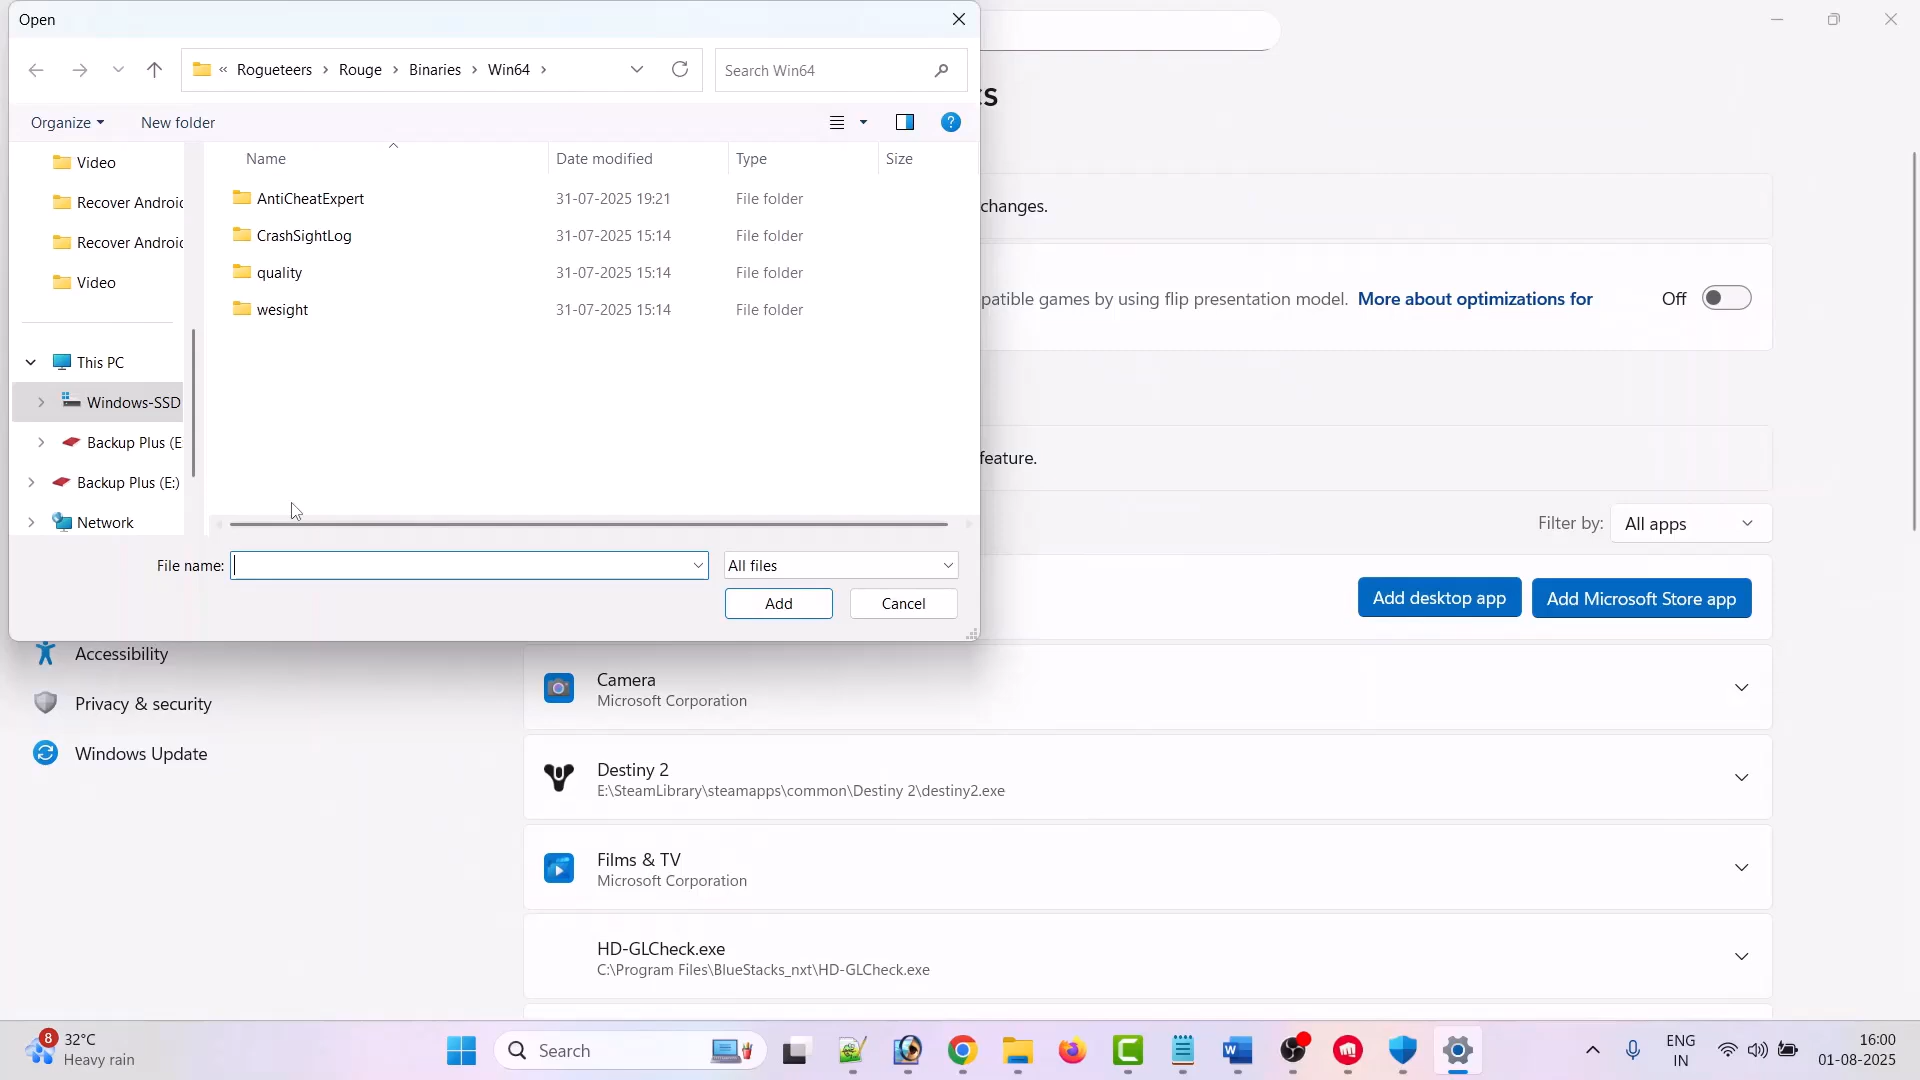 Open
« Rogueteers › Rouge › Binaries › Win64 ›
Search Win64
cs
Organize
New folder
?
Name
Date modified
Type
Size
Video
Recover Androi
Recover Androi
Video
This PC
Windows-SSD
Backup Plus (E
Backup Plus (E:)
Network
AntiCheatExpert
31-07-2025 19:21
File folder
CrashSightLog
31-07-2025 15:14
File folder
quality
31-07-2025 15:14
File folder
wesight
31-07-2025 15:14
File folder
File name:
All files
Add
Cancel
changes.
patible games by using flip presentation model. More about optimizations for
Off
feature.
Filter by:
All apps
Add desktop app
Add Microsoft Store app
Accessibility
Privacy & security
Windows Update
Camera
Microsoft Corporation
Destiny 2
E:\SteamLibrary\steamapps\common\Destiny 2\destiny2.exe
Films & TV
Microsoft Corporation
HD-GLCheck.exe
C:\Program Files\BlueStacks_nxt\HD-GLCheck.exe
8
32°C
Heavy rain
Search
ENG
IN
16:00
01-08-2025